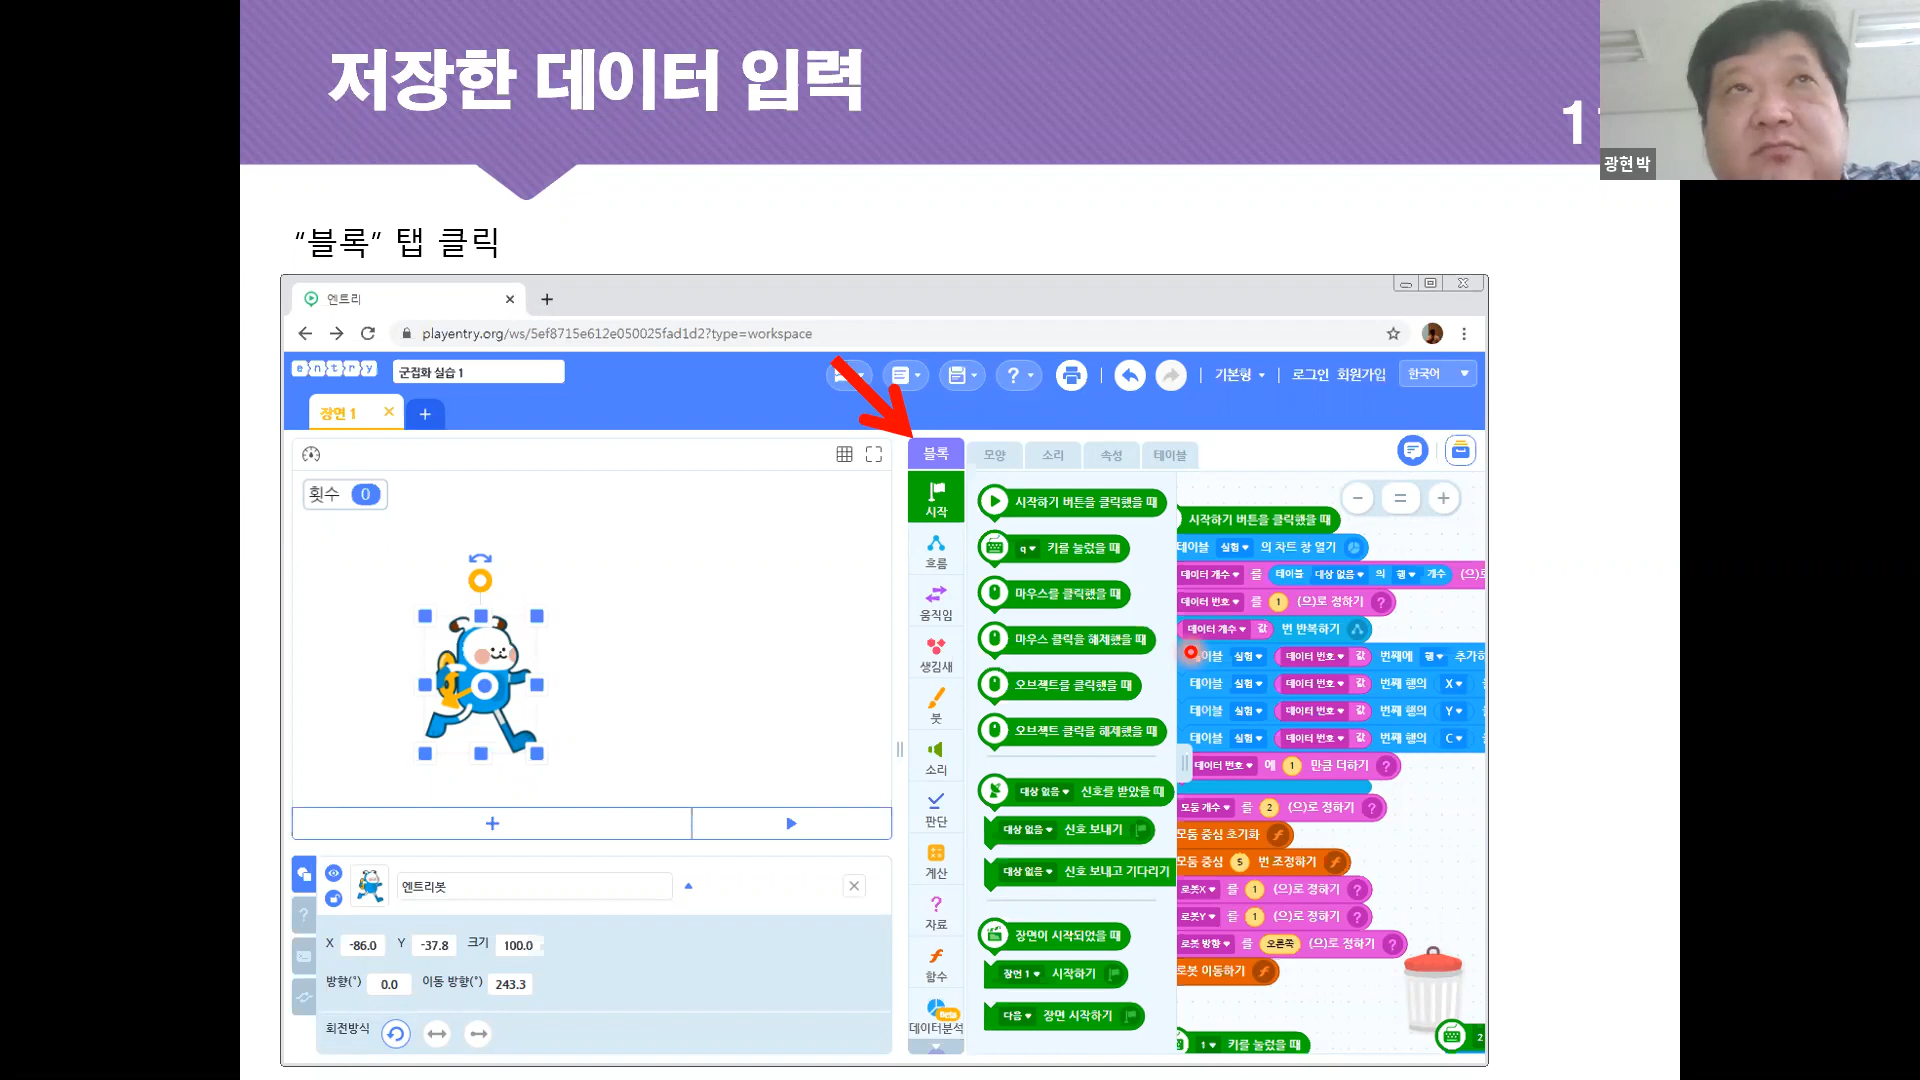 저장한 데이터 입력
광현 박
“블록” 탭 클릭
엔트리
playentry.org/ws/5ef8715e612e050025fad1d2?type=workspace
entry
군집화 실습 1
기본형
로그인 회원가입
한국어
장면 1
횟수 0
엔트리봇
X -86.0 Y -37.8 크기 100.0
방향(°) 0.0 이동 방향(°) 243.3
회전방식
블록 모양 소리 속성 테이블
시작
흐름
움직임
생김새
붓
소리
판단
계산
자료
함수
Beta
데이터분석
시작하기 버튼을 클릭했을 때
q 키를 눌렀을 때
마우스를 클릭했을 때
마우스 클릭을 해제했을 때
오브젝트를 클릭했을 때
오브젝트 클릭을 해제했을 때
대상 없음 신호를 받았을 때
대상 없음 신호 보내기
대상 없음 신호 보내고 기다리기
장면이 시작되었을 때
장면 1 시작하기
다음 장면 시작하기
시작하기 버튼을 클릭했을 때
테이블 실험 의 차트 창 열기
데이터 개수 를 테이블 대상 없음 의 행 개수
데이터 번호 를 1 (으)로 정하기
데이터 개수 값 번 반복하기
실험 데이터 번호 값 번째에 행
테이블 실험 데이터 번호 값 번째 행의 X
테이블 실험 데이터 번호 값 번째 행의 Y
테이블 실험 데이터 번호 값 번째 행의 C
데이터 번호 에 1 만큼 더하기
모둠 개수 를 2 (으)로 정하기
모둠 중심 초기화
모둠 중심 5 번 조정하기
로봇X 를 1 (으)로 정하기
로봇Y 를 1 (으)로 정하기
로봇 방향 를 오른쪽 (으)로 정하기
로봇 이동하기
1 키를 눌렀을 때
2